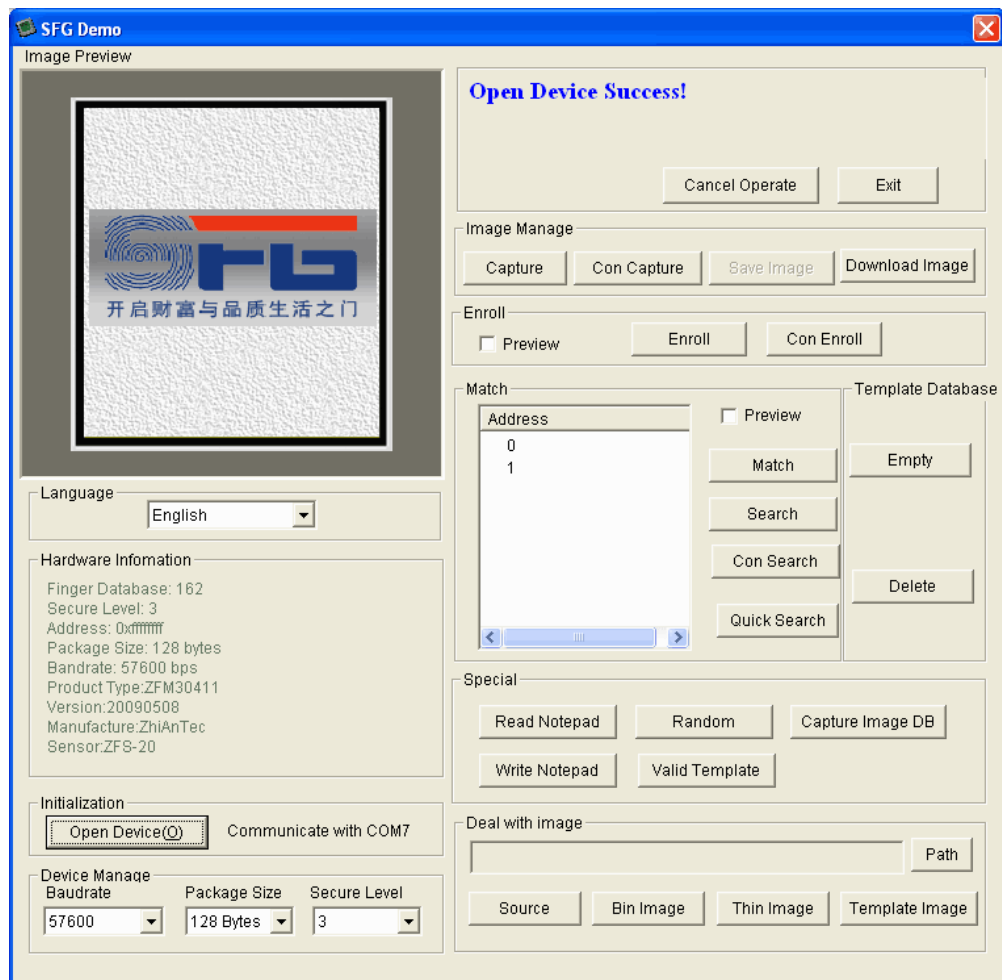 SFG Demo
Image Preview
SFG
开启财富与品质生活之门
Open Device Success!
Cancel Operate
Exit
Image Manage
Capture
Con Capture
Save Image
Download Image
Enroll
Preview
Enroll
Con Enroll
Match
Address
0
1
Preview
Match
Search
Con Search
Quick Search
Template Database
Empty
Delete
Language
English
Hardware Infomation
Finger Database: 162
Secure Level: 3
Address: 0xffffffff
Package Size: 128 bytes
Bandrate: 57600 bps
Product Type:ZFM30411
Version:20090508
Manufacture:ZhiAnTec
Sensor:ZFS-20
Special
Read Notepad
Random
Capture Image DB
Write Notepad
Valid Template
Initialization
Open Device(O)
Communicate with COM7
Device Manage
Baudrate
Package Size
Secure Level
57600
128 Bytes
3
Deal with image
Path
Source
Bin Image
Thin Image
Template Image